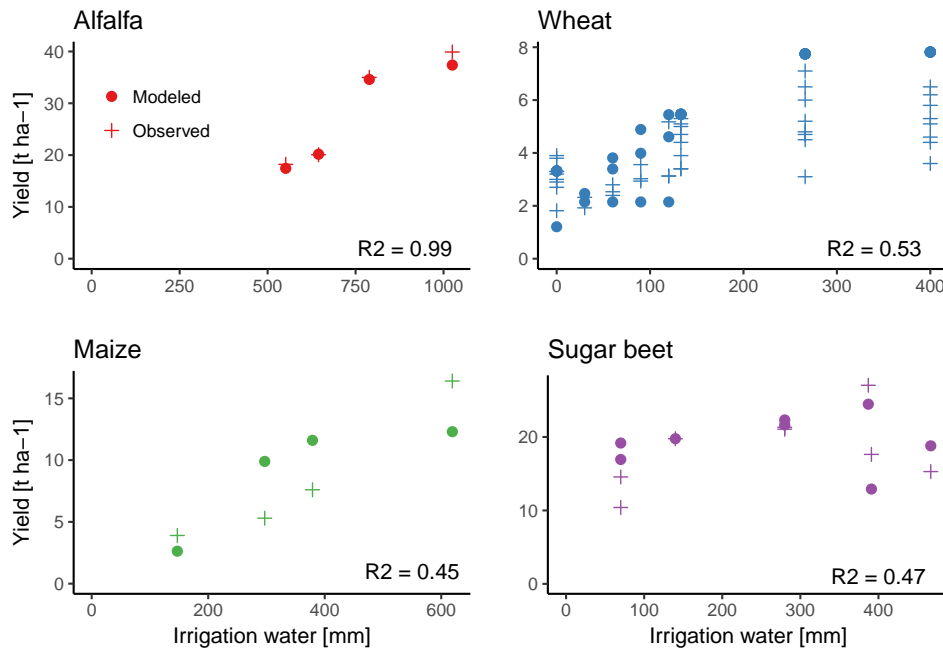 Alfalfa
Wheat
Yield [t ha−1]
40
30
20
10
0
Modeled
Observed
R2 = 0.99
0
250
500
750
1000
8
6
4
2
0
R2 = 0.53
0
100
200
300
400
Maize
Sugar beet
Yield [t ha−1]
15
10
5
0
R2 = 0.45
0
200
400
600
Irrigation water [mm]
20
10
0
R2 = 0.47
0
100
200
300
400
Irrigation water [mm]